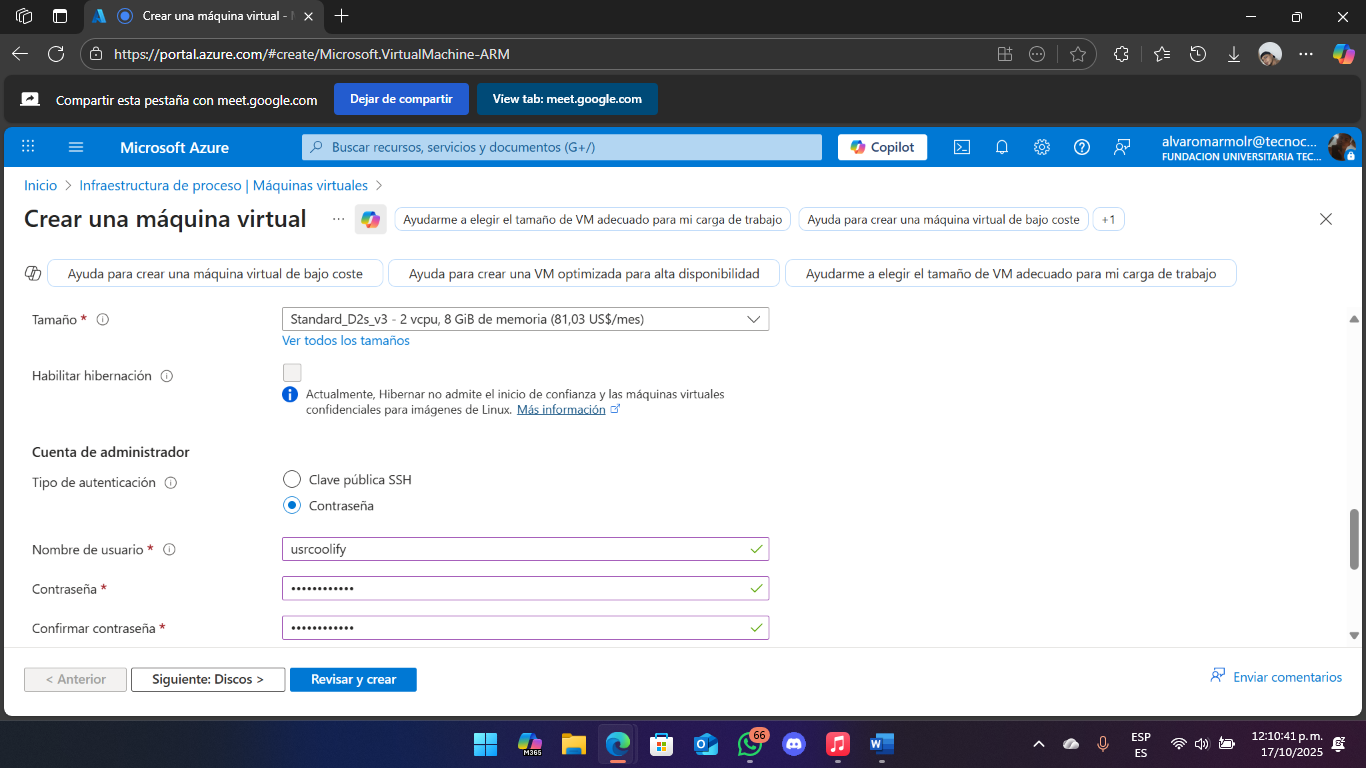 Crear una máquina virtual -
https://portal.azure.com/#create/Microsoft.VirtualMachine-ARM
Compartir esta pestaña con meet.google.com
Dejar de compartir
View tab: meet.google.com
Microsoft Azure
Buscar recursos, servicios y documentos (G+/)
Copilot
alvaromarmolr@tecnoc...
FUNDACION UNIVERSITARIA TEC...
Inicio > Infraestructura de proceso | Máquinas virtuales >
Crear una máquina virtual ...
Ayudarme a elegir el tamaño de VM adecuado para mi carga de trabajo
Ayuda para crear una máquina virtual de bajo coste
+1
Ayuda para crear una máquina virtual de bajo coste
Ayuda para crear una VM optimizada para alta disponibilidad
Ayudarme a elegir el tamaño de VM adecuado para mi carga de trabajo
Tamaño *
Standard_D2s_v3 - 2 vcpu, 8 GiB de memoria (81,03 US$/mes)
Ver todos los tamaños
Habilitar hibernación
Actualmente, Hibernar no admite el inicio de confianza y las máquinas virtuales
confidenciales para imágenes de Linux. Más información
Cuenta de administrador
Tipo de autenticación
Clave pública SSH
Contraseña
Nombre de usuario *
usrcoolify
Contraseña *
••••••••••••
Confirmar contraseña *
••••••••••••
< Anterior
Siguiente: Discos >
Revisar y crear
Enviar comentarios
M365
66
ESP
ES
12:10:41 p. m.
17/10/2025